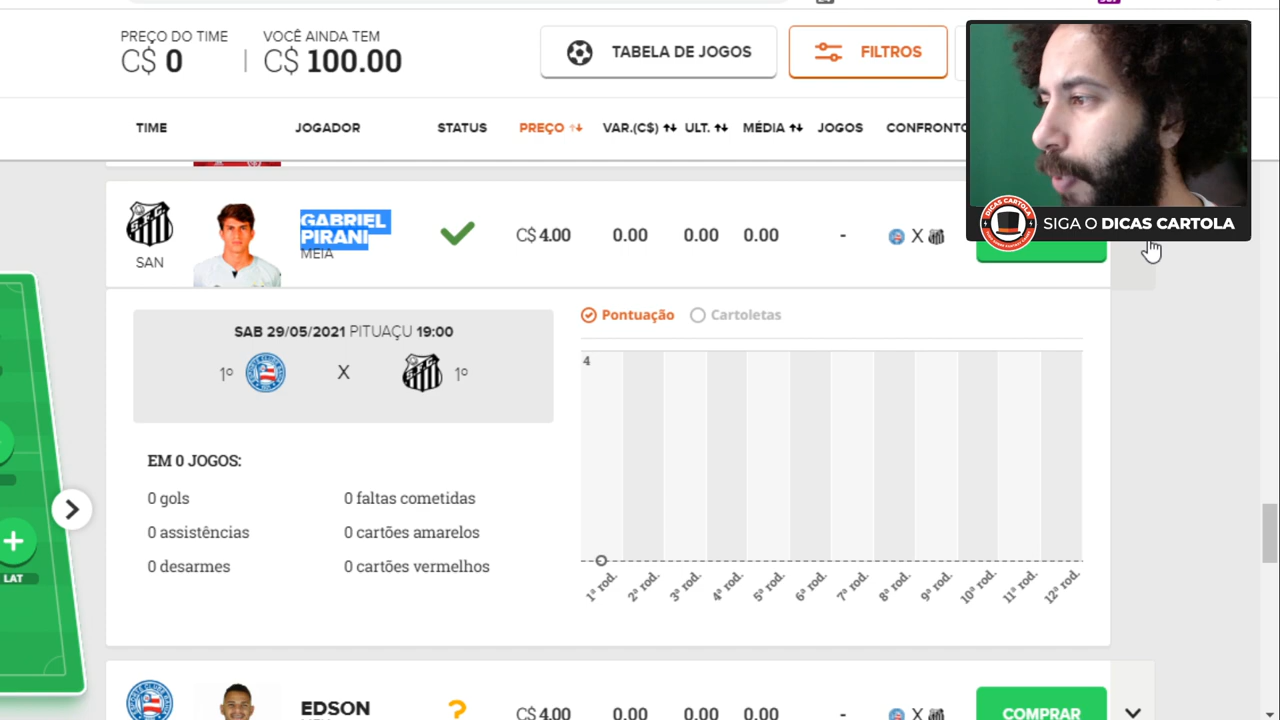 PREÇO DO TIME
C$ 0
VOCÊ AINDA TEM
C$ 100.00
TABELA DE JOGOS
FILTROS
TIME JOGADOR STATUS PREÇO VAR.(C$) ULT. MÉDIA JOGOS CONFRONTO
DICAS CARTOLA
SIGA O DICAS CARTOLA
SAN
GABRIEL
PIRANI
MEIA
C$ 4.00 0.00 0.00 0.00 - X
SAB 29/05/2021 PITUAÇU 19:00
1º X 1º
EM 0 JOGOS:
0 gols
0 faltas cometidas
0 assistências
0 cartões amarelos
0 desarmes
0 cartões vermelhos
Pontuação
Cartoletas
4
1ª rod. 2ª rod. 3ª rod. 4ª rod. 5ª rod. 6ª rod. 7ª rod. 8ª rod. 9ª rod. 10ª rod. 11ª rod. 12ª rod.
LAT
EDSON
?
C$ 4.00 0.00 0.00 0.00 - X
COMPRAR